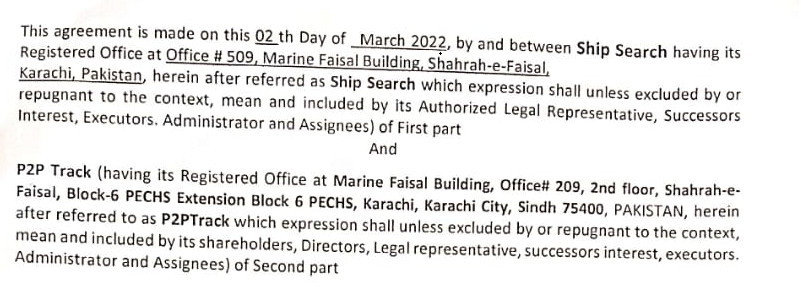 This agreement is made on this 02 th Day of March 2022, by and between Ship Search having its
Registered Office at Office # 509, Marine Faisal Building, Shahrah-e-Faisal,
Karachi, Pakistan, herein after referred as Ship Search which expression shall unless excluded by or
repugnant to the context, mean and included by its Authorized Legal Representative, Successors
Interest, Executors. Administrator and Assignees) of First part
And
P2P Track (having its Registered Office at Marine Faisal Building, Office# 209, 2nd floor, Shahrah-e-
Faisal, Block-6 PECHS Extension Block 6 PECHS, Karachi, Karachi City, Sindh 75400, PAKISTAN, herein
after referred to as P2PTrack which expression shall unless excluded by or repugnant to the context,
mean and included by its shareholders, Directors, Legal representative, successors interest, executors.
Administrator and Assignees) of Second part